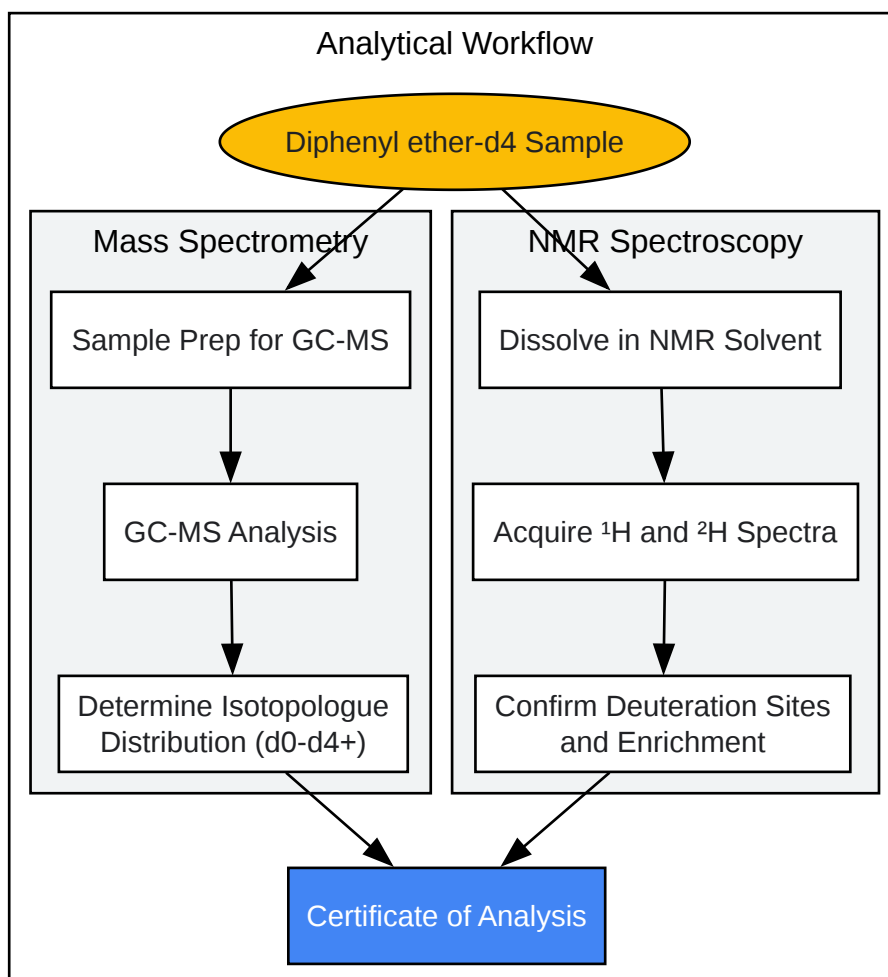 Analytical Workflow
Diphenyl ether-d4 Sample
Mass Spectrometry
Sample Prep for GC-MS
GC-MS Analysis
Determine Isotopologue
Distribution (d0-d4+)
NMR Spectroscopy
Dissolve in NMR Solvent
Acquire ¹H and ²H Spectra
Confirm Deuteration Sites
and Enrichment
Certificate of Analysis